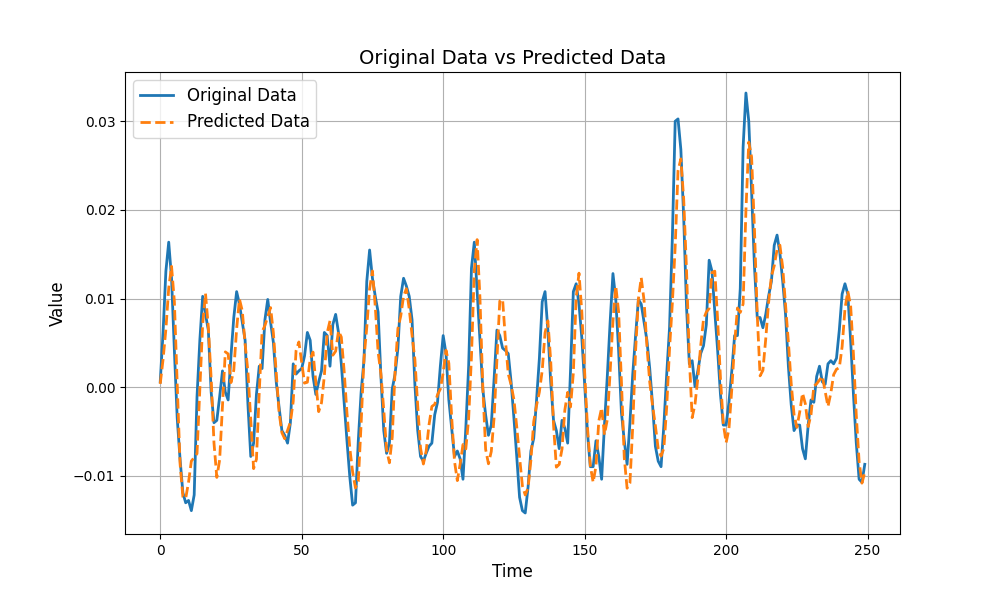 Original Data vs Predicted Data
Original Data
Predicted Data
Value
0.03
0.02
0.01
0.00
−0.01
0 50 100 150 200 250
Time